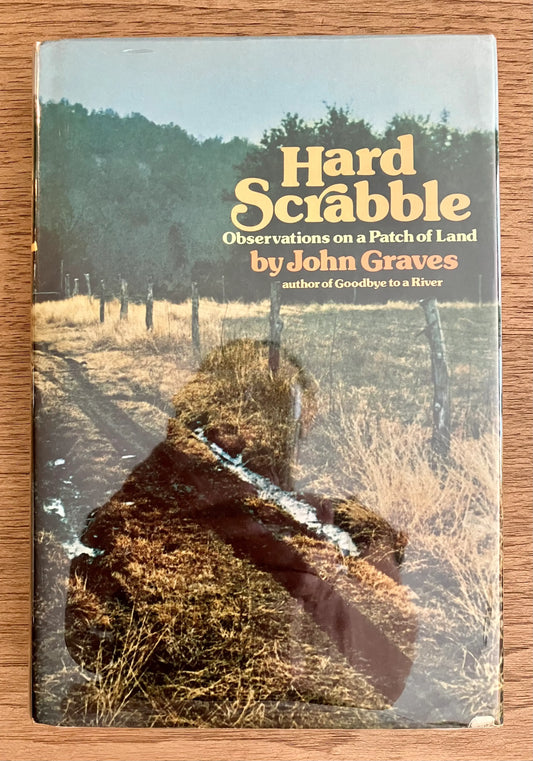 Hard
Scrabble
Observations on a Patch of Land
by John Graves
author of Goodbye to a River